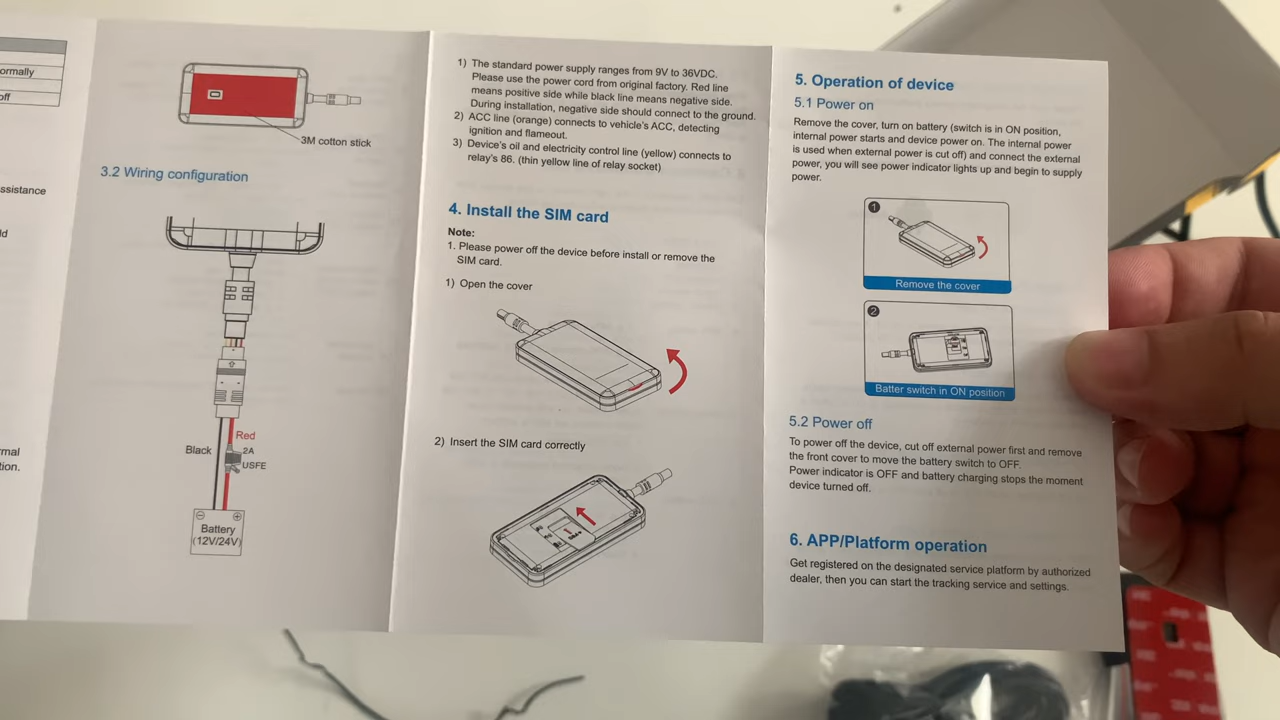 ormally
off
ssistance
ld
rmal
tion.
3M cotton stick
3.2 Wiring configuration
Red
Black
2A
USFE
Battery
(12V/24V)
1) The standard power supply ranges from 9V to 36VDC.
Please use the power cord from original factory. Red line
means positive side while black line means negative side.
During installation, negative side should connect to the ground.
2) ACC line (orange) connects to vehicle's ACC, detecting
ignition and flameout.
3) Device's oil and electricity control line (yellow) connects to
relay's 86. (thin yellow line of relay socket)
4. Install the SIM card
Note:
1. Please power off the device before install or remove the
SIM card.
1) Open the cover
2) Insert the SIM card correctly
5. Operation of device
5.1 Power on
Remove the cover, turn on battery (switch is in ON position,
internal power starts and device power on. The internal power
is used when external power is cut off) and connect the external
power, you will see power indicator lights up and begin to supply
power.
1
Remove the cover
2
Batter switch in ON position
5.2 Power off
To power off the device, cut off external power first and remove
the front cover to move the battery switch to OFF.
Power indicator is OFF and battery charging stops the moment
device turned off.
6. APP/Platform operation
Get registered on the designated service platform by authorized
dealer, then you can start the tracking service and settings.